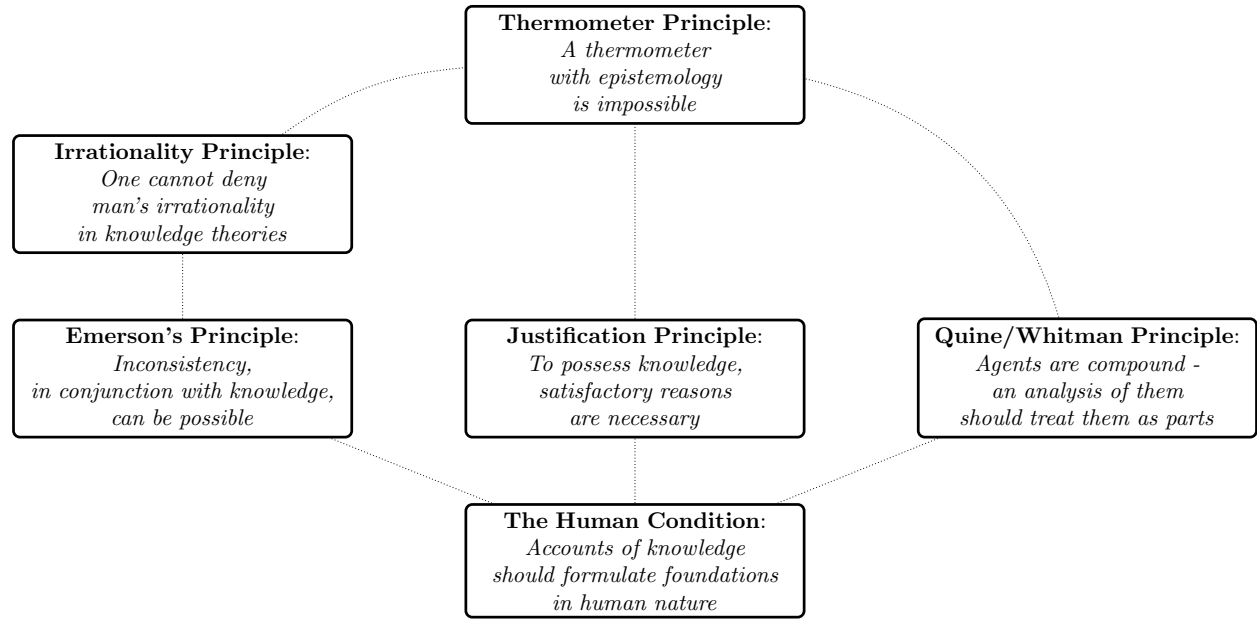 Thermometer Principle:
A thermometer
with epistemology
is impossible
Irrationality Principle:
One cannot deny
man's irrationality
in knowledge theories
Emerson's Principle:
Inconsistency,
in conjunction with knowledge,
can be possible
Justification Principle:
To possess knowledge,
satisfactory reasons
are necessary
Quine/Whitman Principle:
Agents are compound -
an analysis of them
should treat them as parts
The Human Condition:
Accounts of knowledge
should formulate foundations
in human nature